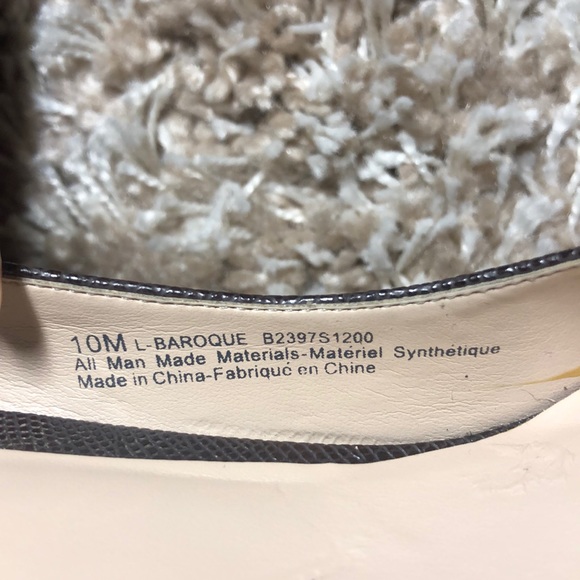 10M L-BAROQUE B2397S1200
All Man Made Materials-Matériel Synthétique
Made in China-Fabriqué en Chine